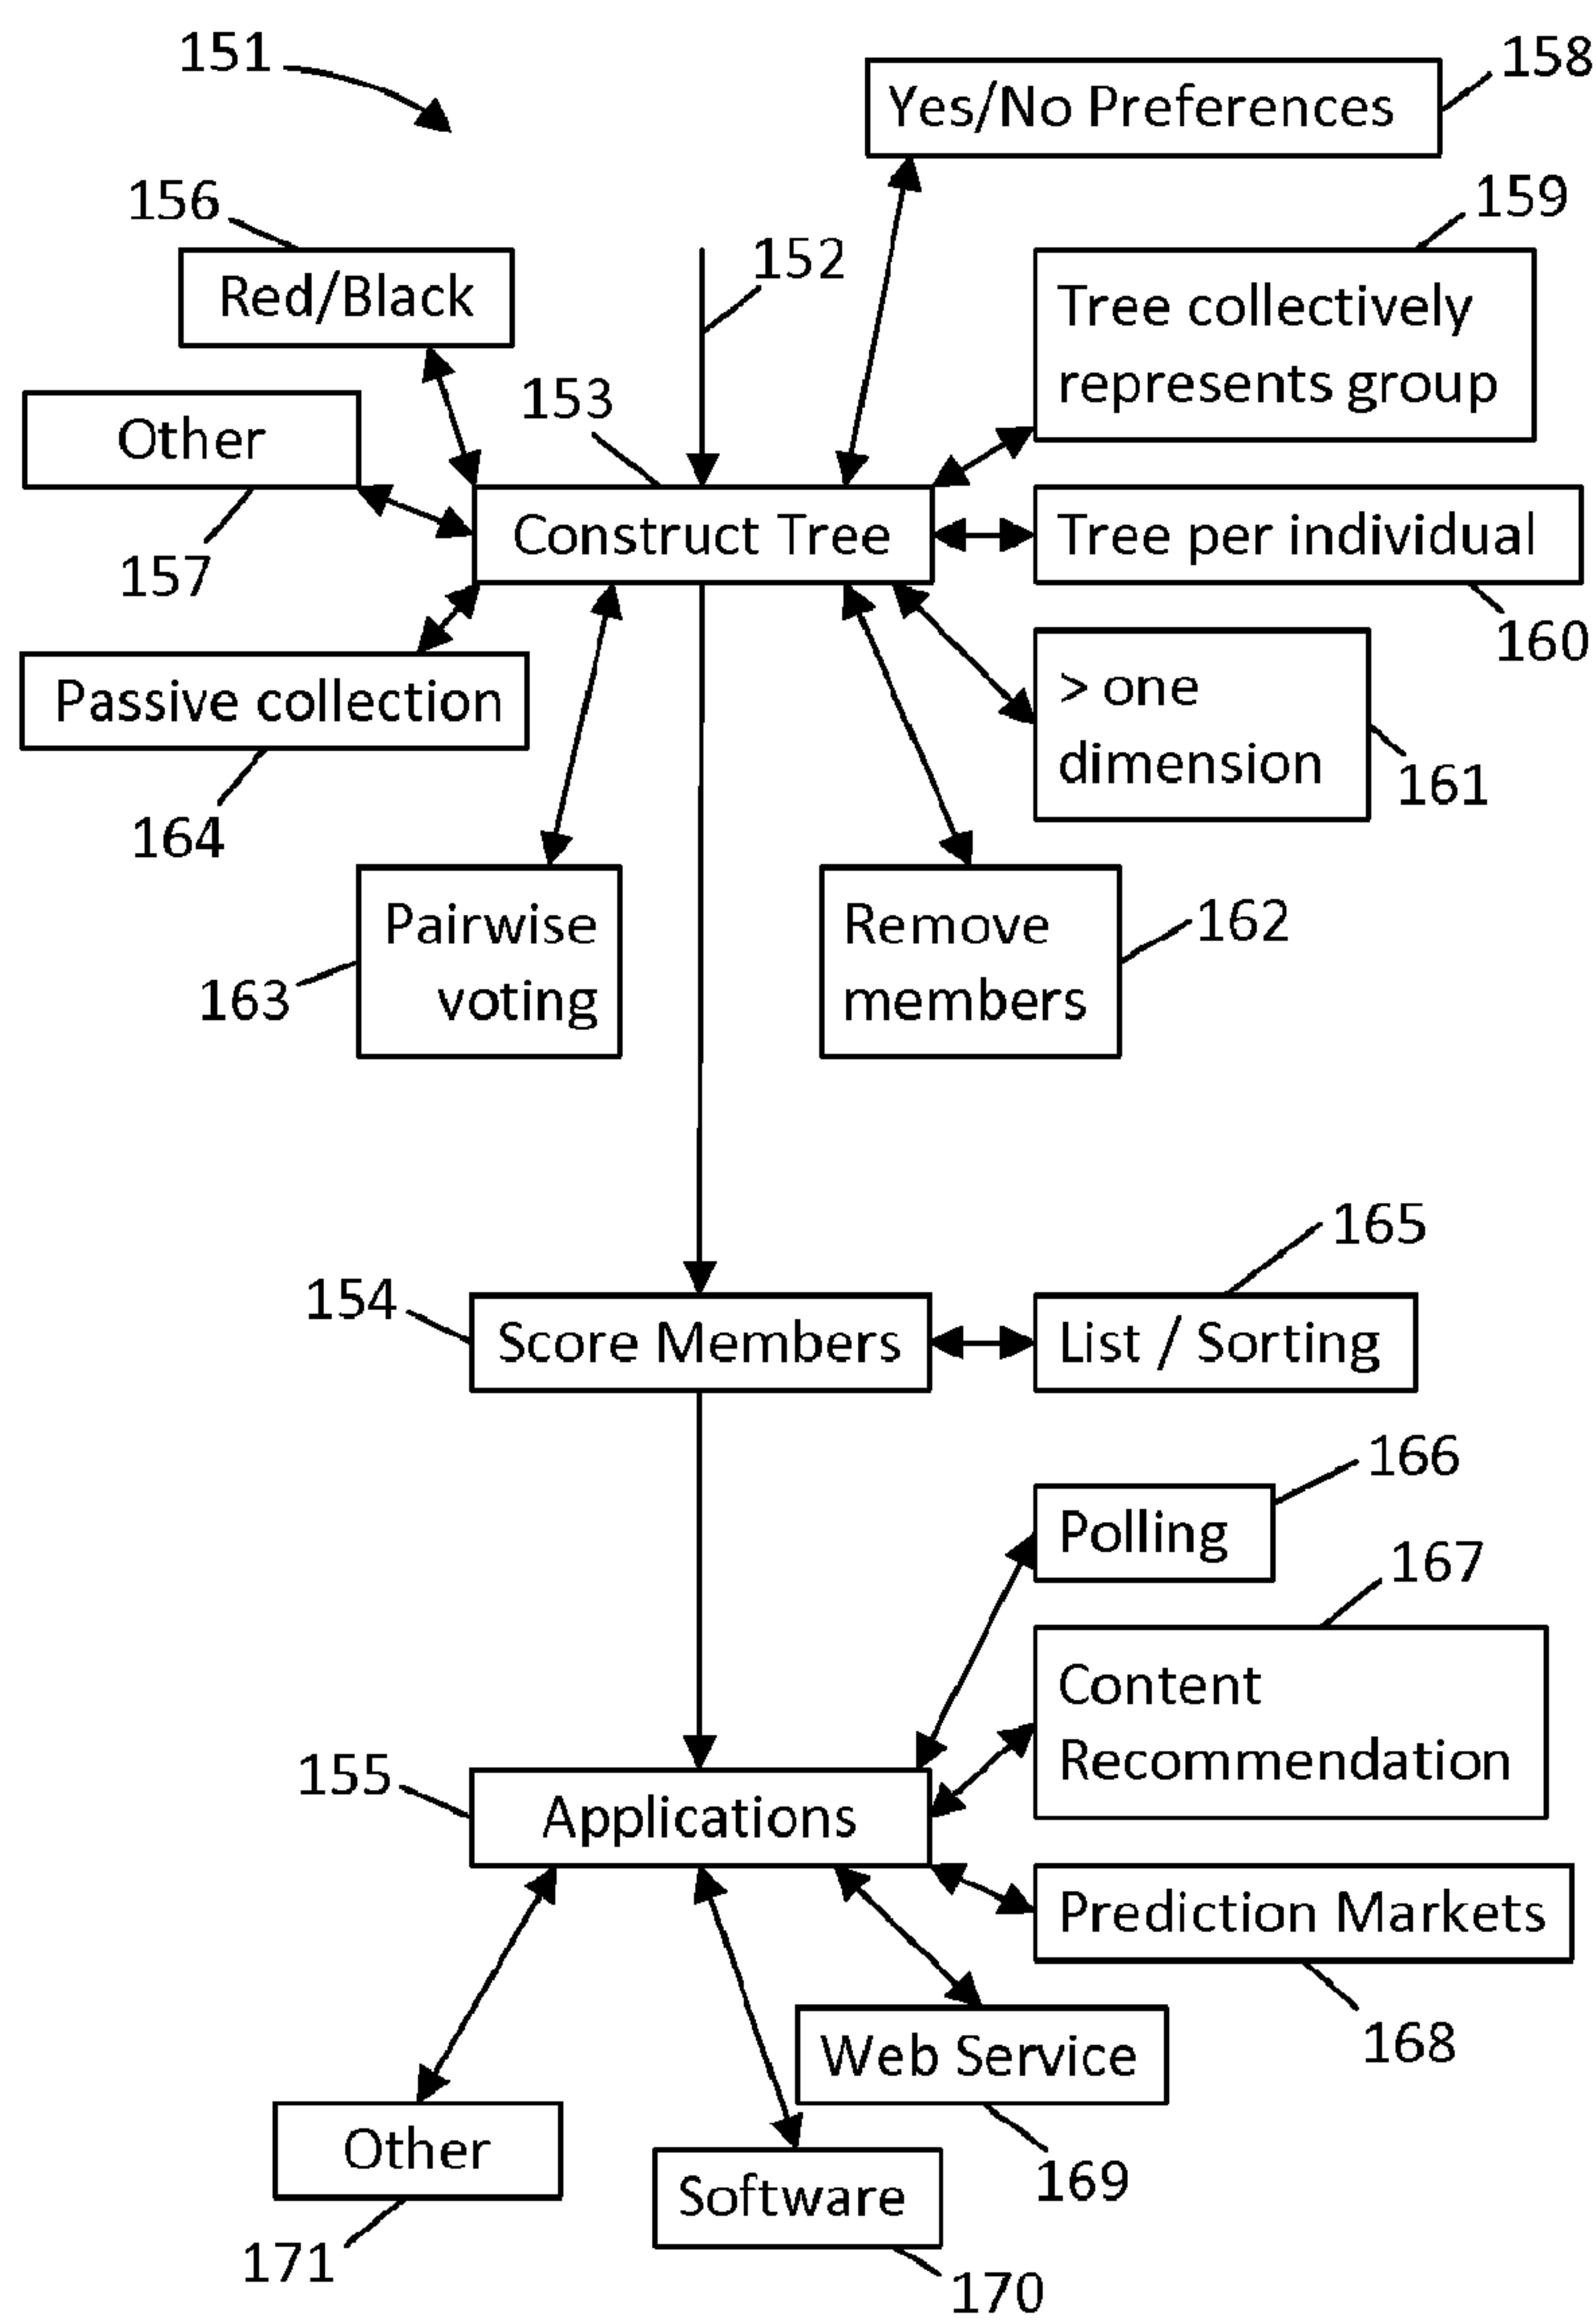 151
158
Yes/No Preferences
156
159
152
Red/Black
Tree collectively
represents group
153
Other
Construct Tree
Tree per individual
157
160
Passive collection
> one
dimension
161
164
Pairwise
voting
163
Remove
members
162
165
154
Score Members
List / Sorting
166
Polling
167
Content
Recommendation
155
Applications
Prediction Markets
168
Web Service
169
Other
Software
171
170